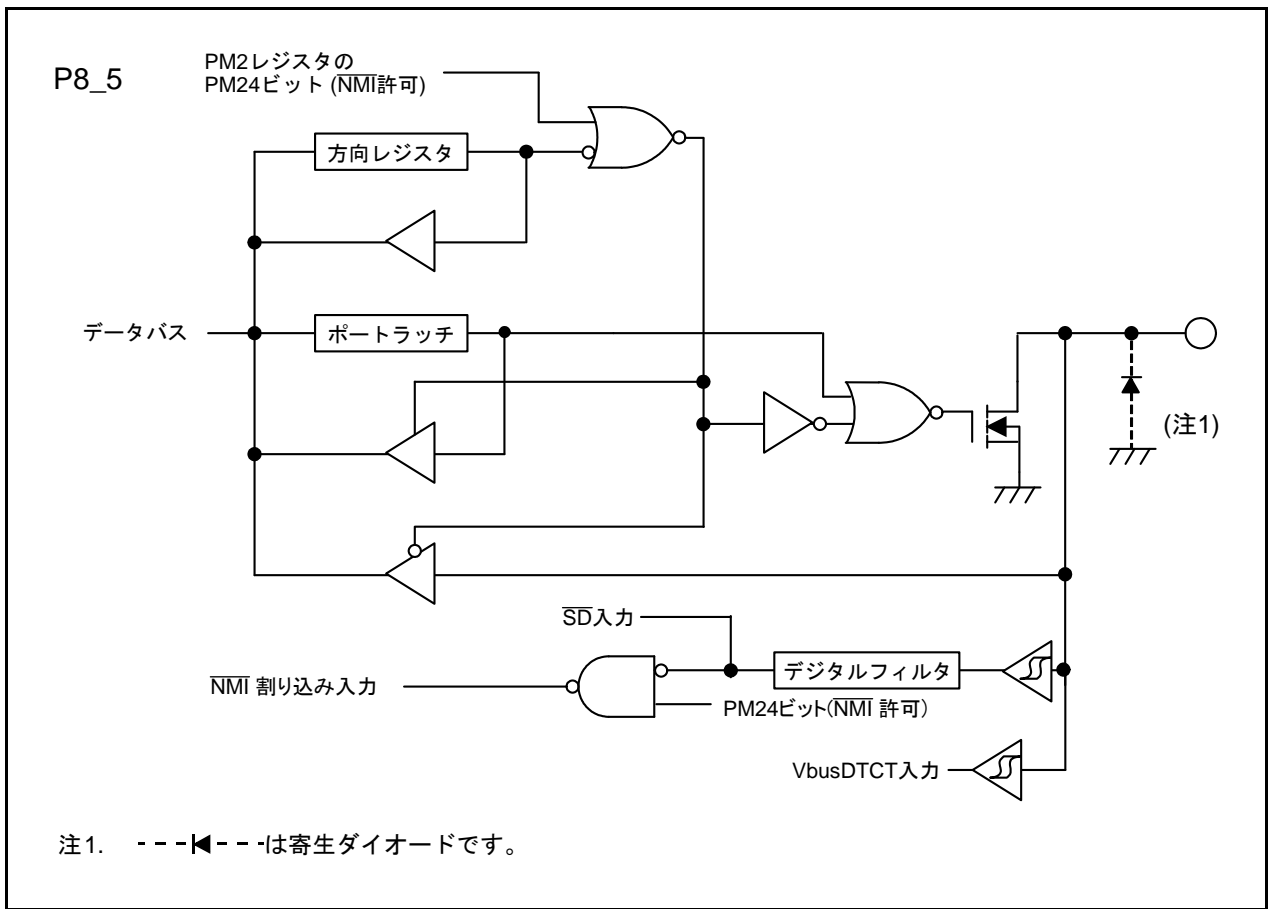 P8_5
PM2レジスタの
PM24ビット (NMI許可)
方向レジスタ
データバス
ポートラッチ
(注1)
SD入力
デジタルフィルタ
NMI 割り込み入力
PM24ビット(NMI 許可)
VbusDTCT入力
注1. は寄生ダイオードです。